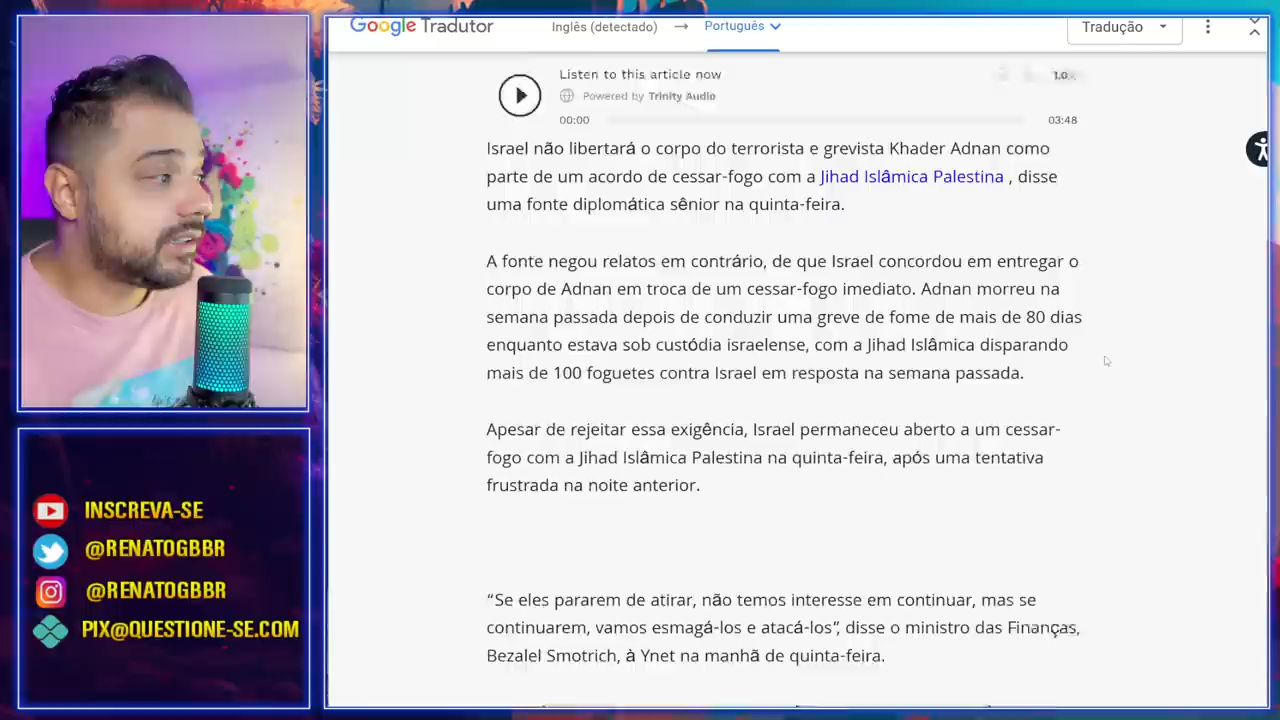 Google Tradutor
Inglês (detectado) → Português
Tradução
Listen to this article now
1.0x
Powered by Trinity Audio
00:00
03:48
Israel não libertará o corpo do terrorista e grevista Khader Adnan como
parte de um acordo de cessar-fogo com a Jihad Islâmica Palestina , disse
uma fonte diplomática sênior na quinta-feira.
A fonte negou relatos em contrário, de que Israel concordou em entregar o
corpo de Adnan em troca de um cessar-fogo imediato. Adnan morreu na
semana passada depois de conduzir uma greve de fome de mais de 80 dias
enquanto estava sob custódia israelense, com a Jihad Islâmica disparando
mais de 100 foguetes contra Israel em resposta na semana passada.
Apesar de rejeitar essa exigência, Israel permaneceu aberto a um cessar-
fogo com a Jihad Islâmica Palestina na quinta-feira, após uma tentativa
frustrada na noite anterior.
“Se eles pararem de atirar, não temos interesse em continuar, mas se
continuarem, vamos esmagá-los e atacá-los”, disse o ministro das Finanças,
Bezalel Smotrich, à Ynet na manhã de quinta-feira.
INSCREVA-SE
@RENATOGBBR
@RENATOGBBR
PIX@QUESTIONE-SE.COM